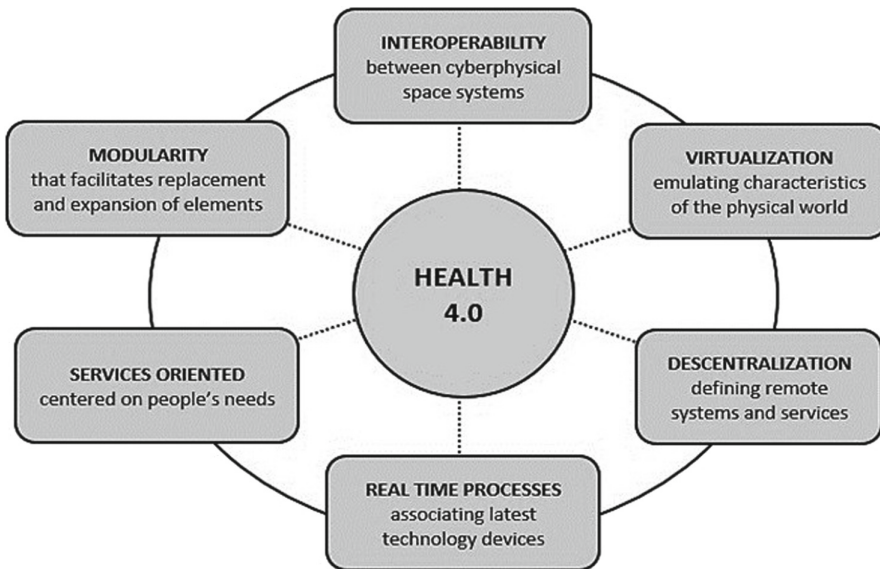 INTEROPERABILITY
between cyberphysical
space systems
VIRTUALIZATION
emulating characteristics
of the physical world
DESCENTRALIZATION
defining remote
systems and services
REAL TIME PROCESSES
associating latest
technology devices
SERVICES ORIENTED
centered on people’s needs
MODULARITY
that facilitates replacement
and expansion of elements
HEALTH
4.0